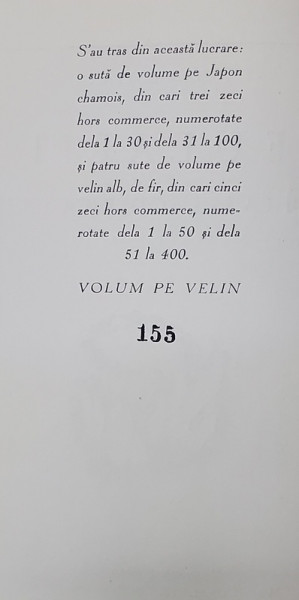 S'au tras din această lucrare:
o sută de volume pe Japon
chamois, din cari trei zeci
hors commerce, numerotate
dela 1 la 30 și dela 31 la 100,
și patru sute de volume pe
velin alb, de fir, din cari cinci
zeci hors commerce, nume-
rotate dela 1 la 50 și dela
51 la 400.
VOLUM PE VELIN
155